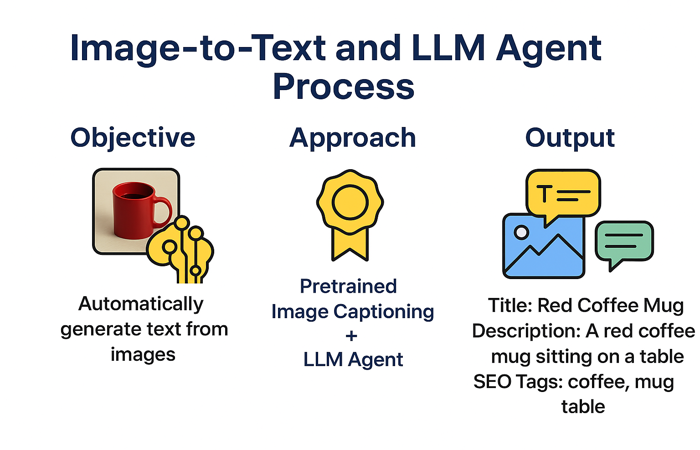 Image-to-Text and LLM Agent
Process
Objective
Automatically
generate text from
images
Approach
Pretrained
Image Captioning
+
LLM Agent
Output
T
Title: Red Coffee Mug
Description: A red coffee
mug sitting on a table
SEO Tags: coffee, mug
table